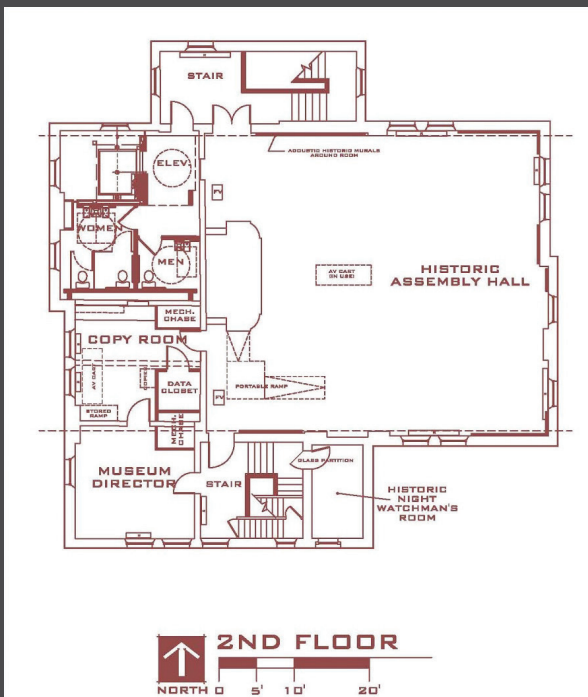 STAIR
ACOUSTIC HISTORIC MURALS
AROUND ROOM
ELEV.
WOMEN
MEN
AV CART
(IN USE)
HISTORIC
ASSEMBLY HALL
MECH.
CHASE
COPY ROOM
AV CART
COPIER
DATA
CLOSET
PORTABLE RAMP
STORED
RAMP
MECH.
CHASE
MUSEUM
DIRECTOR
STAIR
GLASS PARTITION
HISTORIC
NIGHT
WATCHMAN'S
ROOM
2ND FLOOR
NORTH 0 5' 10' 20'